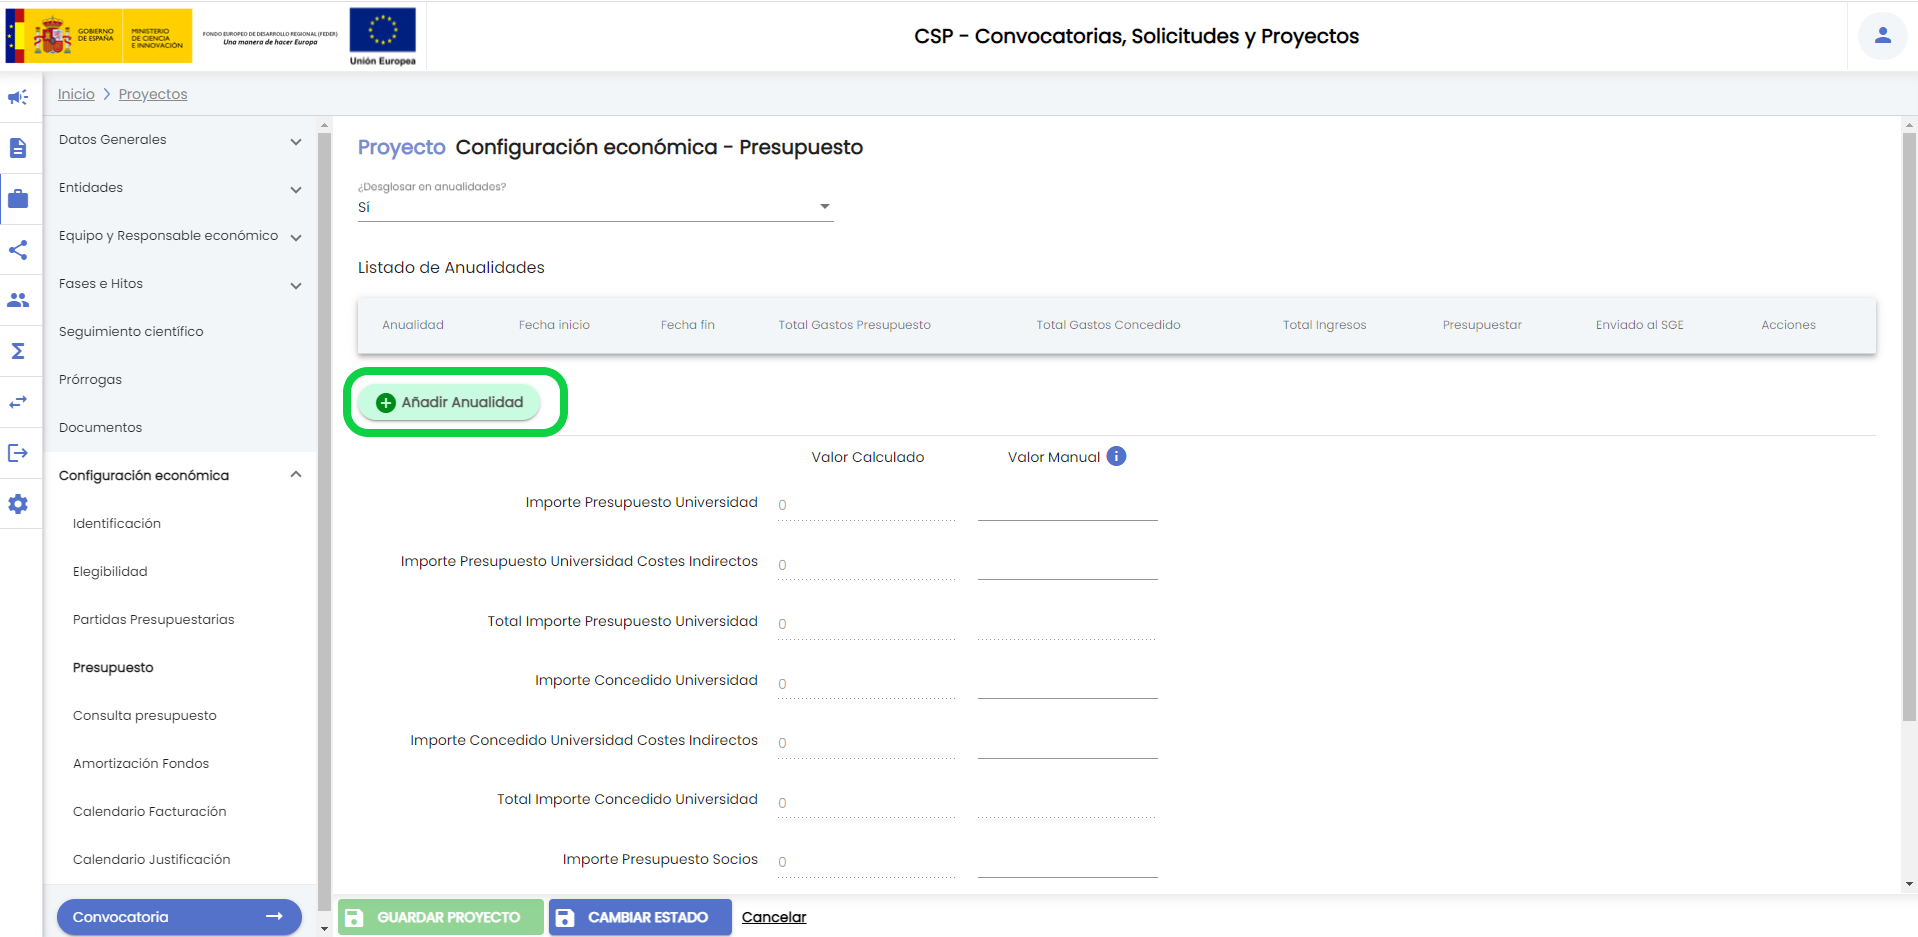 GOBIERNO
DE ESPAÑA
MINISTERIO
DE CIENCIA
E INNOVACIÓN
FONDO EUROPEO DE DESARROLLO REGIONAL (FEDER)
Una manera de hacer Europa
Unión Europea
CSP - Convocatorias, Solicitudes y Proyectos
Inicio > Proyectos
Datos Generales
Entidades
Equipo y Responsable económico
Fases e Hitos
Seguimiento científico
Prórrogas
Documentos
Configuración económica
Identificación
Elegibilidad
Partidas Presupuestarias
Presupuesto
Consulta presupuesto
Amortización Fondos
Calendario Facturación
Calendario Justificación
Convocatoria →
Proyecto Configuración económica - Presupuesto
¿Desglosar en anualidades?
Sí
Listado de Anualidades
Anualidad Fecha inicio Fecha fin Total Gastos Presupuesto Total Gastos Concedido Total Ingresos Presupuestar Enviado al SGE Acciones
Añadir Anualidad
Valor Calculado Valor Manual i
Importe Presupuesto Universidad 0
Importe Presupuesto Universidad Costes Indirectos 0
Total Importe Presupuesto Universidad 0
Importe Concedido Universidad 0
Importe Concedido Universidad Costes Indirectos 0
Total Importe Concedido Universidad 0
Importe Presupuesto Socios 0
GUARDAR PROYECTO CAMBIAR ESTADO Cancelar